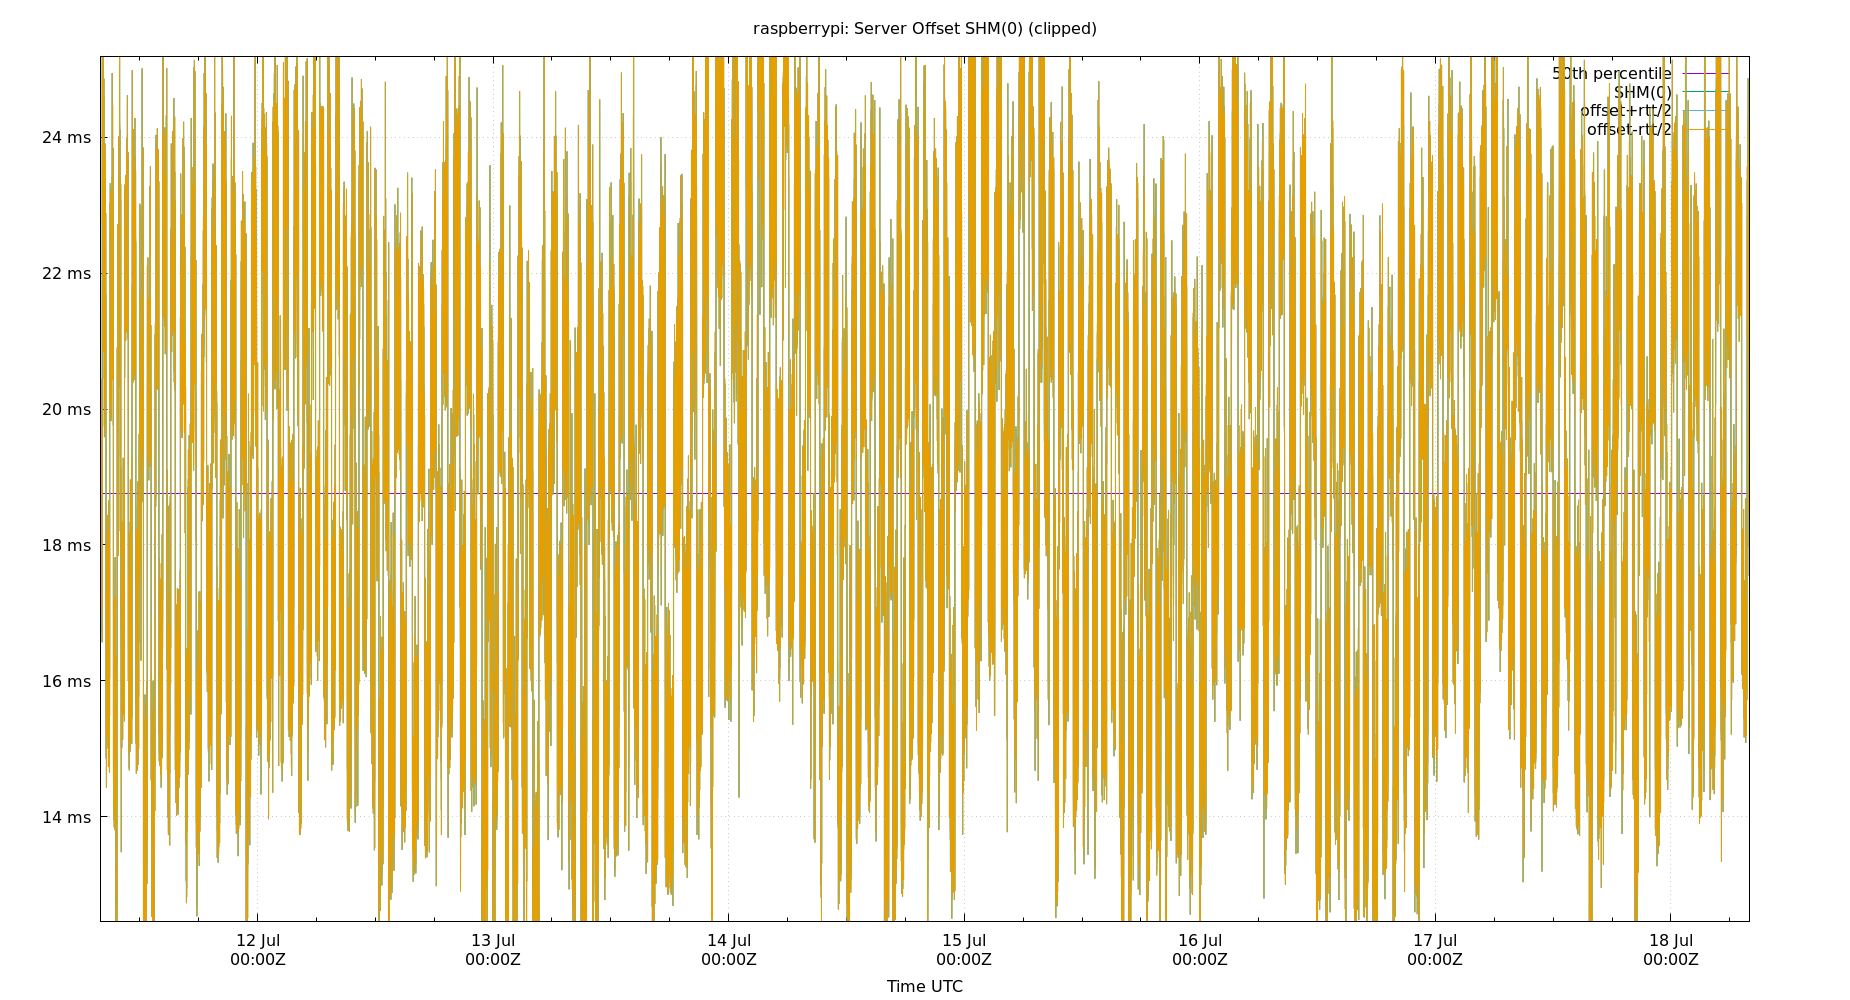 raspberrypi: Server Offset SHM(0) (clipped)
50th percentile
SHM(0)
offset+rtt/2
offset-rtt/2
24 ms
22 ms
20 ms
18 ms
16 ms
14 ms
12 Jul 13 Jul 14 Jul 15 Jul 16 Jul 17 Jul 18 Jul
00:00Z 00:00Z 00:00Z 00:00Z 00:00Z 00:00Z 00:00Z
Time UTC